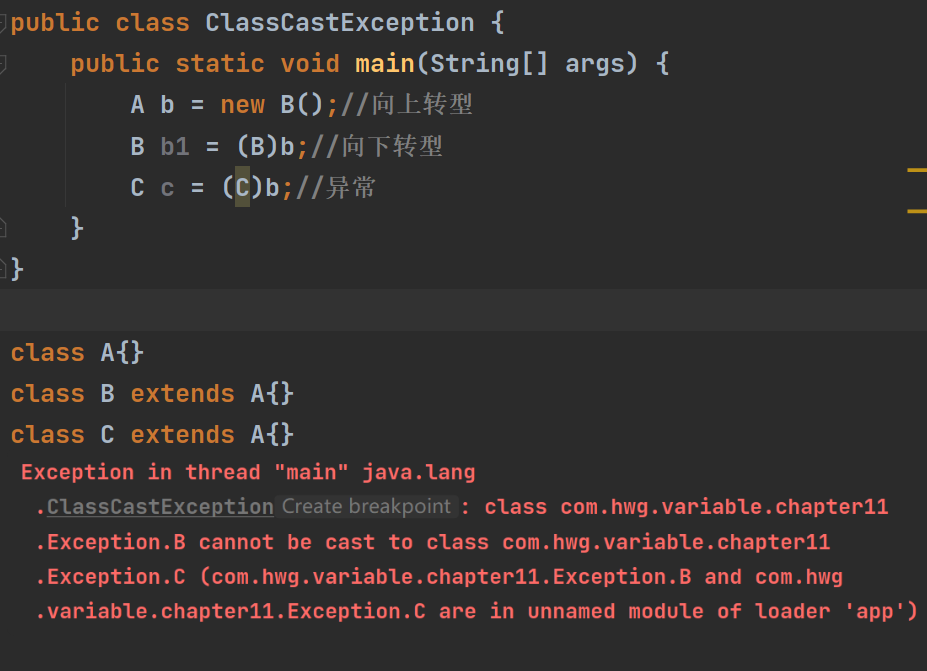 public class ClassCastException {
public static void main(String[] args) {
A b = new B();//向上转型
B b1 = (B)b;//向下转型
C c = (C)b;//异常
}
}
class A{}
class B extends A{}
class C extends A{}
Exception in thread "main" java.lang
.ClassCastException Create breakpoint : class com.hwg.variable.chapter11
.Exception.B cannot be cast to class com.hwg.variable.chapter11
.Exception.C (com.hwg.variable.chapter11.Exception.B and com.hwg
.variable.chapter11.Exception.C are in unnamed module of loader 'app')